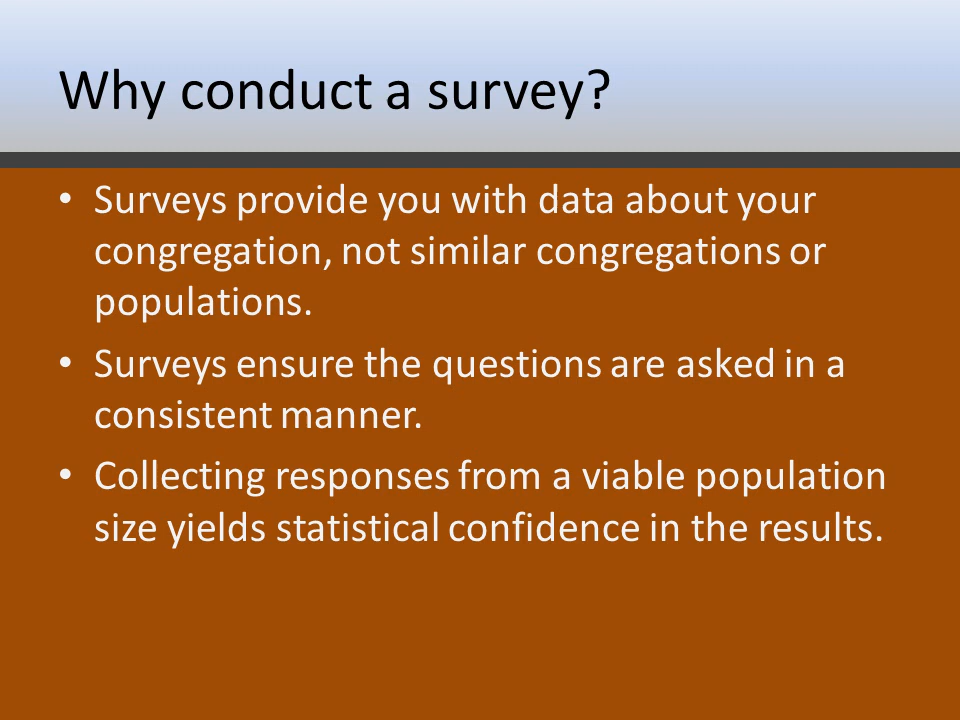 Why conduct a survey?
• Surveys provide you with data about your
congregation, not similar congregations or
populations.
• Surveys ensure the questions are asked in a
consistent manner.
• Collecting responses from a viable population
size yields statistical confidence in the results.